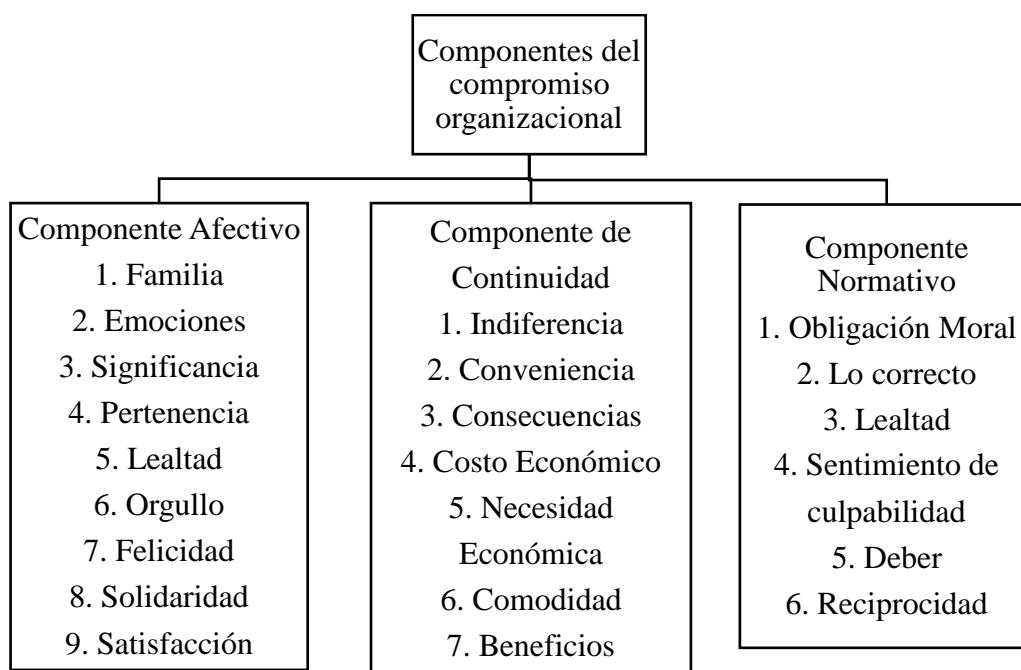 Componentes del
compromiso
organizacional
Componente Afectivo
1. Familia
2. Emociones
3. Significancia
4. Pertenencia
5. Lealtad
6. Orgullo
7. Felicidad
8. Solidaridad
9. Satisfacción
Componente de
Continuidad
1. Indiferencia
2. Conveniencia
3. Consecuencias
4. Costo Económico
5. Necesidad
Económica
6. Comodidad
7. Beneficios
Componente
Normativo
1. Obligación Moral
2. Lo correcto
3. Lealtad
4. Sentimiento de
culpabilidad
5. Deber
6. Reciprocidad